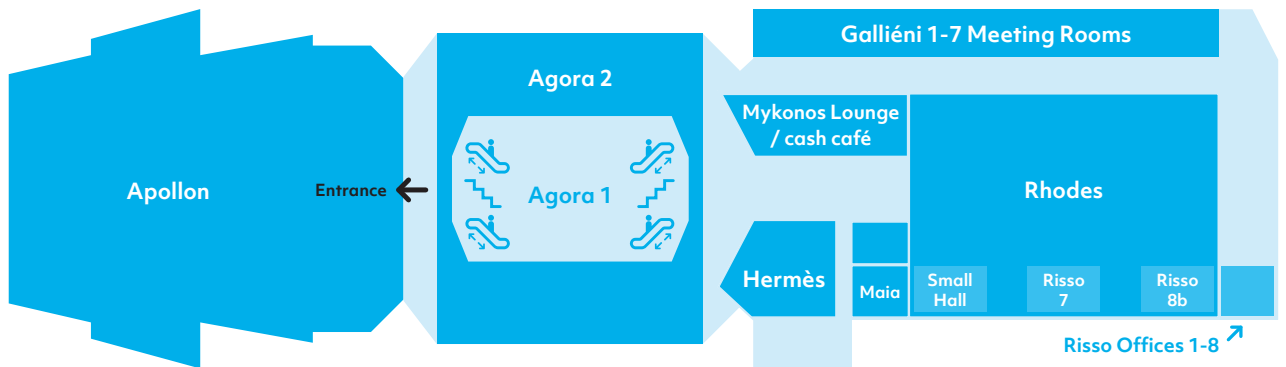 Galliéni 1-7 Meeting Rooms
Agora 2
Mykonos Lounge
/ cash café
Apollon
Entrance
Agora 1
Rhodes
Hermès
Maia
Small
Hall
Risso
7
Risso
8b
Risso Offices 1-8